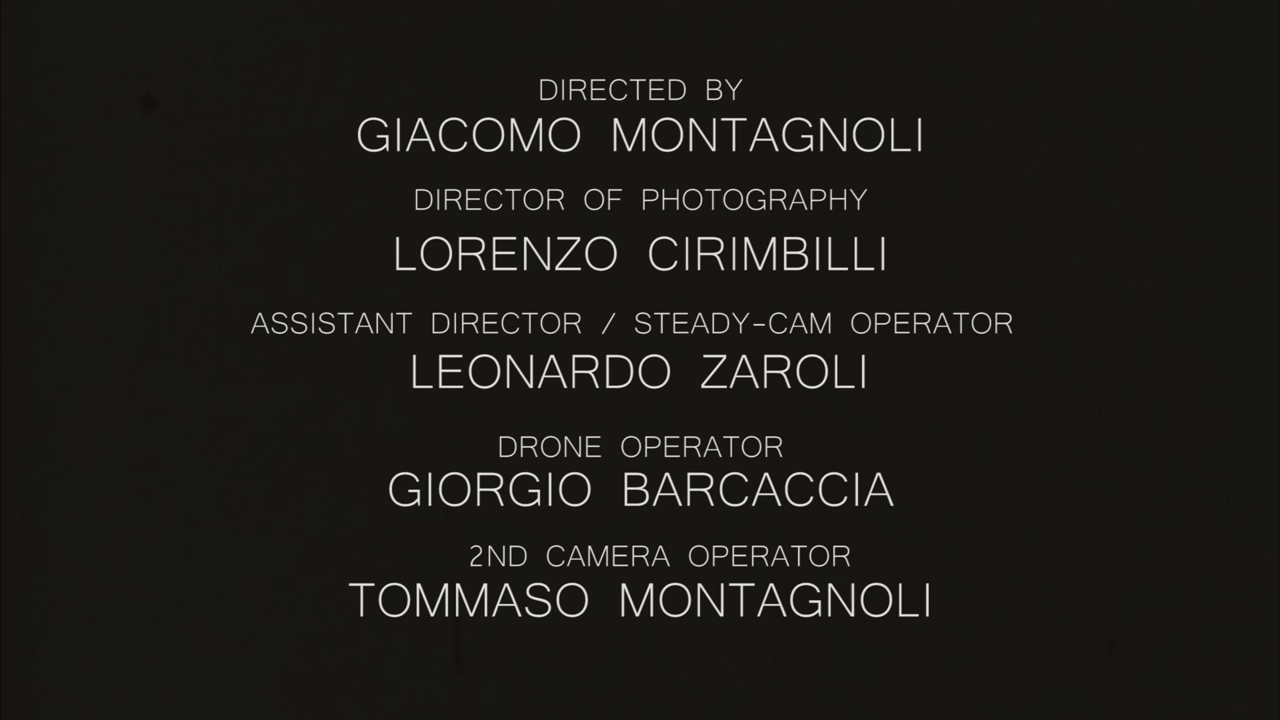 DIRECTED BY
GIACOMO MONTAGNOLI
DIRECTOR OF PHOTOGRAPHY
LORENZO CIRIMBILLI
ASSISTANT DIRECTOR / STEADY-CAM OPERATOR
LEONARDO ZAROLI
DRONE OPERATOR
GIORGIO BARCACCIA
2ND CAMERA OPERATOR
TOMMASO MONTAGNOLI